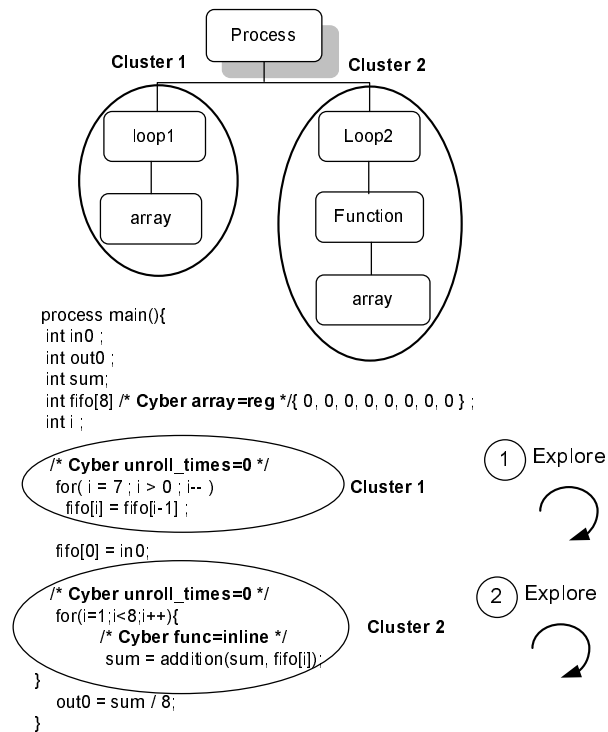 Process
Cluster 1
Cluster 2
loop1
Loop2
array
Function
array
process main(){
int in0 ;
int out0 ;
int sum;
int fifo[8] /* Cyber array=reg */{ 0, 0, 0, 0, 0, 0, 0, 0 } ;
int i ;
/* Cyber unroll_times=0 */
for( i = 7 ; i > 0 ; i-- )
fifo[i] = fifo[i-1] ;
Cluster 1
1 Explore
fifo[0] = in0;
/* Cyber unroll_times=0 */
for(i=1;i<8;i++){
/* Cyber func=inline */
sum = addition(sum, fifo[i]);
Cluster 2
2 Explore
}
out0 = sum / 8;
}